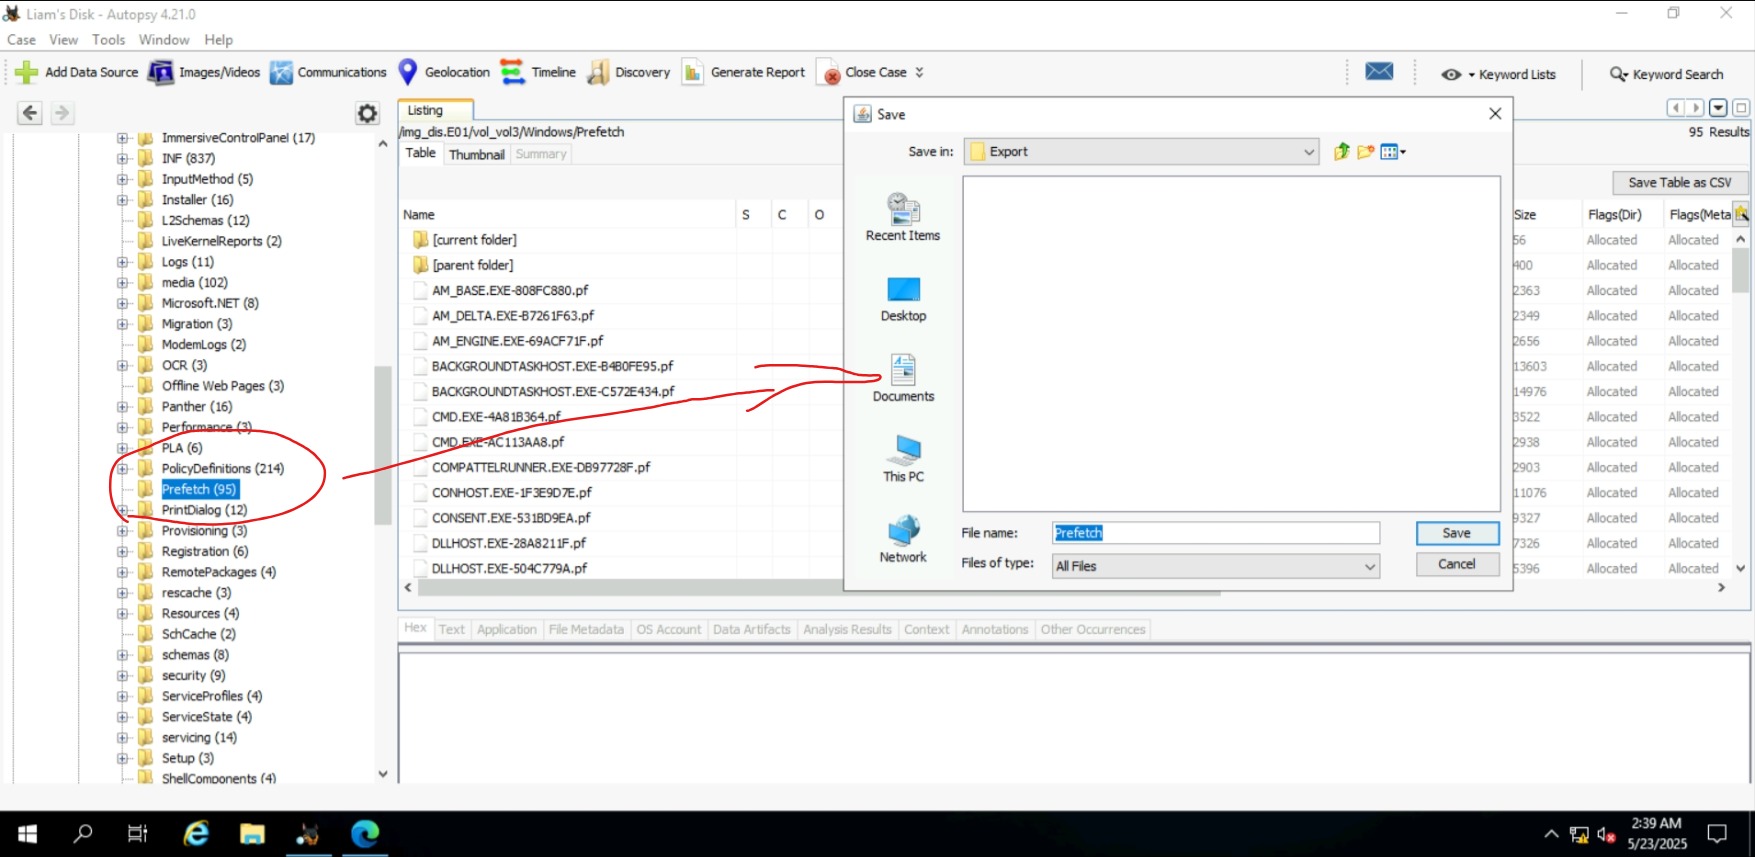 Liam's Disk - Autopsy 4.21.0
Case View Tools Window Help
Add Data Source Images/Videos Communications Geolocation Timeline Discovery Generate Report Close Case Keyword Lists Keyword Search
ImmersiveControlPanel (17)
INF (837)
InputMethod (5)
Installer (16)
L2Schemas (12)
LiveKernelReports (2)
Logs (11)
media (102)
Microsoft.NET (8)
Migration (3)
ModemLogs (2)
OCR (3)
Offline Web Pages (3)
Panther (16)
Performance (3)
PLA (6)
PolicyDefinitions (214)
Prefetch (95)
PrintDialog (12)
Provisioning (3)
Registration (6)
RemotePackages (4)
rescache (3)
Resources (4)
SchCache (2)
schemas (8)
security (9)
ServiceProfiles (4)
ServiceState (4)
servicing (14)
Setup (3)
ShellComponents (4)
Listing
/img_dis.E01/vol_vol3/Windows/Prefetch
95 Results
Table Thumbnail Summary
Save Table as CSV
Name S C O Size Flags(Dir) Flags(Meta
[current folder] 56 Allocated Allocated
[parent folder] 400 Allocated Allocated
AM_BASE.EXE-808FC880.pf 2363 Allocated Allocated
AM_DELTA.EXE-B7261F63.pf 2349 Allocated Allocated
AM_ENGINE.EXE-69ACF71F.pf 2656 Allocated Allocated
BACKGROUNDTASKHOST.EXE-B4B0FE95.pf 13603 Allocated Allocated
BACKGROUNDTASKHOST.EXE-C572E434.pf 14976 Allocated Allocated
CMD.EXE-4A81B364.pf 3522 Allocated Allocated
CMD.EXE-AC113AA8.pf 2938 Allocated Allocated
COMPATTELRUNNER.EXE-DB97728F.pf 2903 Allocated Allocated
CONHOST.EXE-1F3E9D7E.pf 11076 Allocated Allocated
CONSENT.EXE-531BD9EA.pf 9327 Allocated Allocated
DLLHOST.EXE-28A8211F.pf 7326 Allocated Allocated
DLLHOST.EXE-504C779A.pf 5396 Allocated Allocated
Save
Save in: Export
Recent Items
Desktop
Documents
This PC
Network
File name: Prefetch Save
Files of type: All Files Cancel
Hex Text Application File Metadata OS Account Data Artifacts Analysis Results Context Annotations Other Occurrences
2:39 AM
5/23/2025